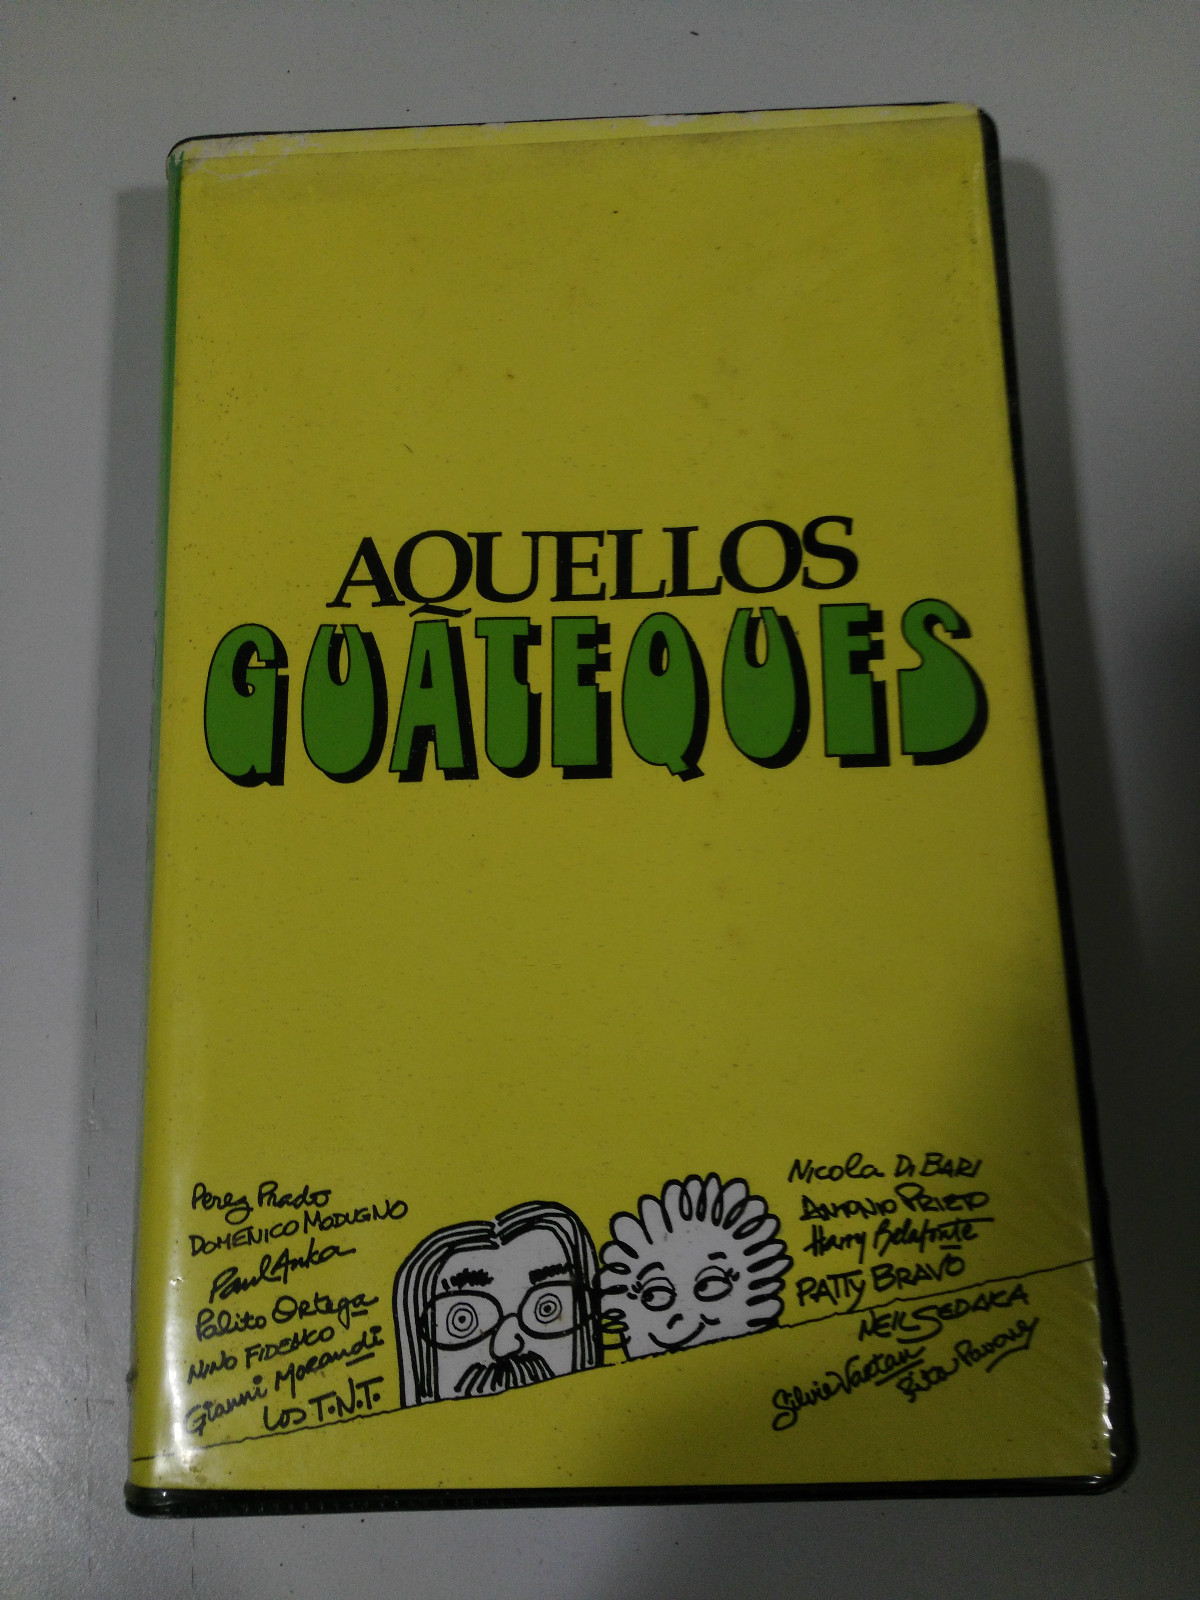 AQUELLOS
GUATEQUES
Perez Prado
DOMENICO MODUGNO
Paul Anka
Palito Ortega
NINO FIDENCO
Gianni Morandi
LOS T.N.T.
Nicola Di BARI
ANTONIO PRIETO
Harry Belafonte
PATTY BRAVO
NEIL SEDAKA
Silvie Vartan
Rita Pavone